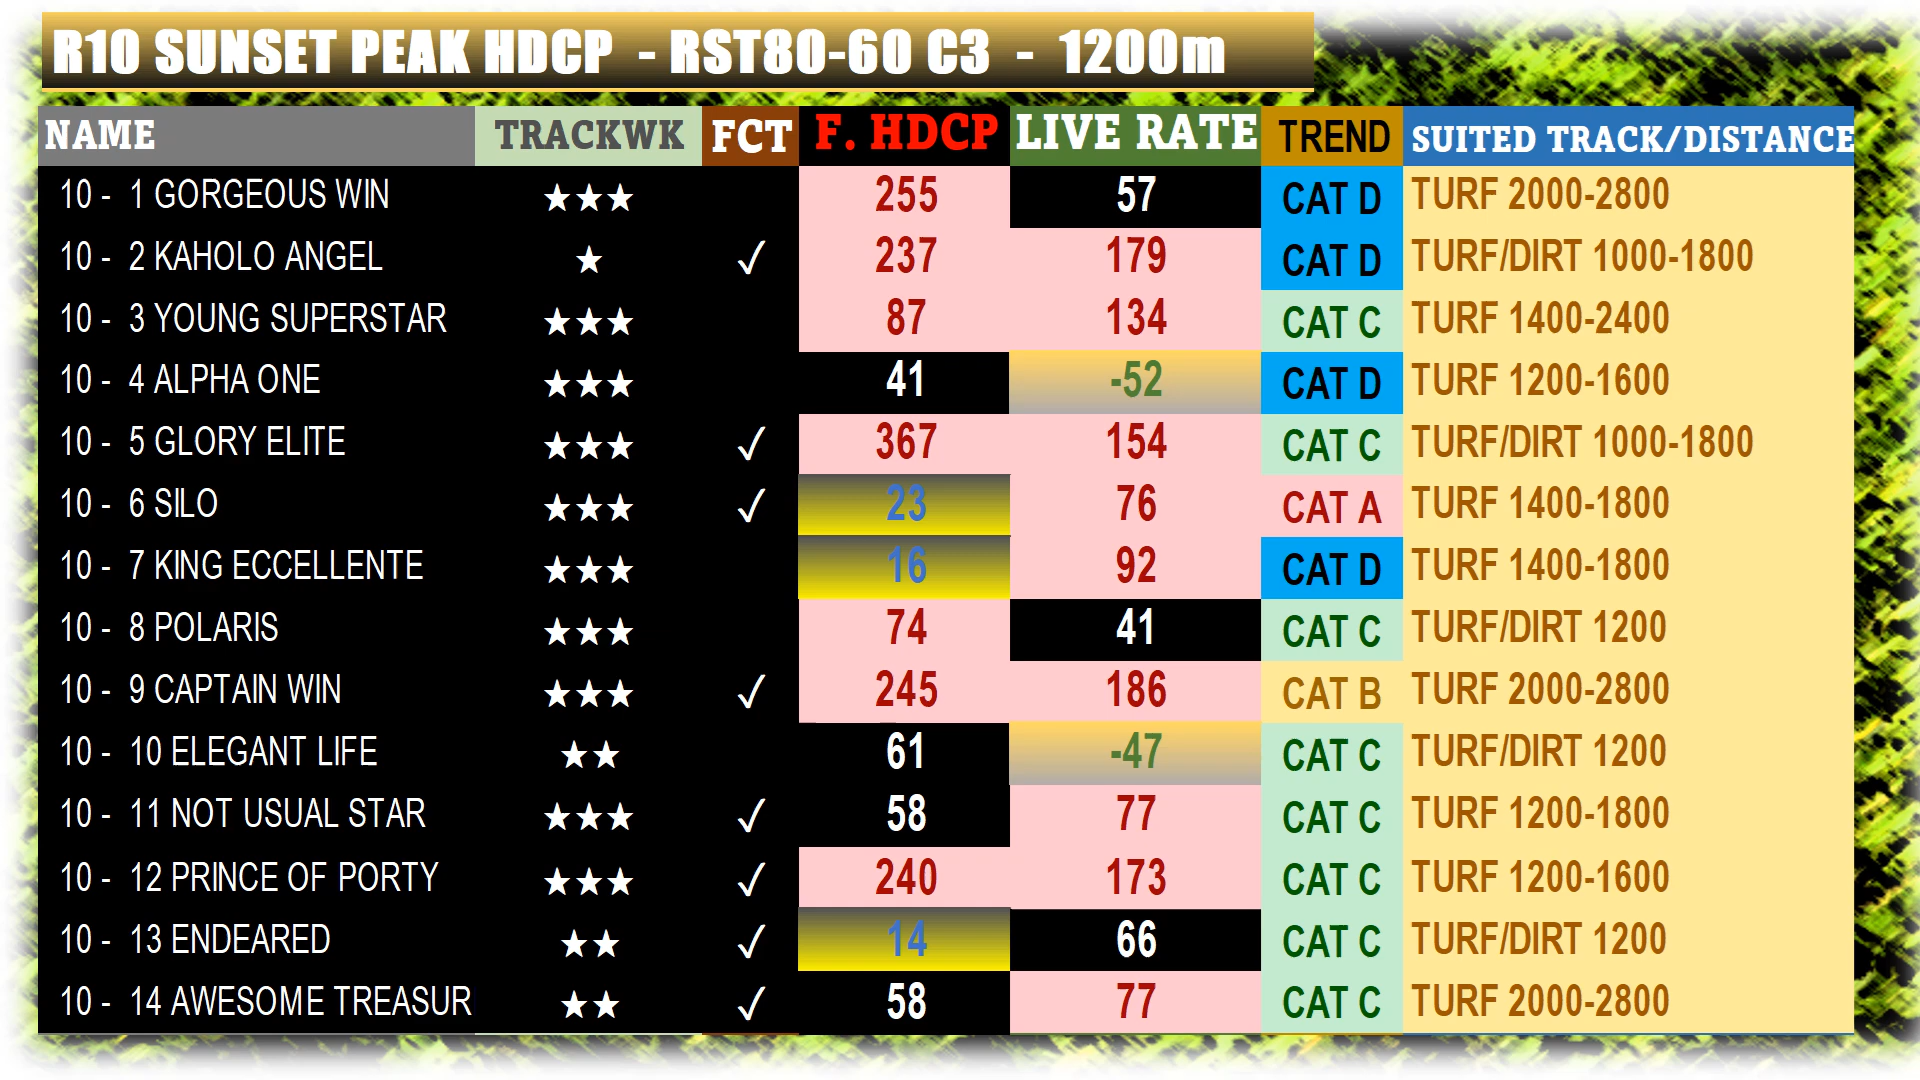 R10 SUNSET PEAK HDCP - RST80-60 C3 - 1200m
NAME TRACKWK FCT F. HDCP LIVE RATE TREND SUITED TRACK/DISTANCE
10 - 1 GORGEOUS WIN ★★★ 255 57 CAT D TURF 2000-2800
10 - 2 KAHOLO ANGEL ★ ✓ 237 179 CAT D TURF/DIRT 1000-1800
10 - 3 YOUNG SUPERSTAR ★★★ 87 134 CAT C TURF 1400-2400
10 - 4 ALPHA ONE ★★★ 41 -52 CAT D TURF 1200-1600
10 - 5 GLORY ELITE ★★★ ✓ 367 154 CAT C TURF/DIRT 1000-1800
10 - 6 SILO ★★★ ✓ 23 76 CAT A TURF 1400-1800
10 - 7 KING ECCELLENTE ★★★ 16 92 CAT D TURF 1400-1800
10 - 8 POLARIS ★★★ 74 41 CAT C TURF/DIRT 1200
10 - 9 CAPTAIN WIN ★★★ ✓ 245 186 CAT B TURF 2000-2800
10 - 10 ELEGANT LIFE ★★ 61 -47 CAT C TURF/DIRT 1200
10 - 11 NOT USUAL STAR ★★★ ✓ 58 77 CAT C TURF 1200-1800
10 - 12 PRINCE OF PORTY ★★★ ✓ 240 173 CAT C TURF 1200-1600
10 - 13 ENDEARED ★★ ✓ 14 66 CAT C TURF/DIRT 1200
10 - 14 AWESOME TREASUR ★★ ✓ 58 77 CAT C TURF 2000-2800